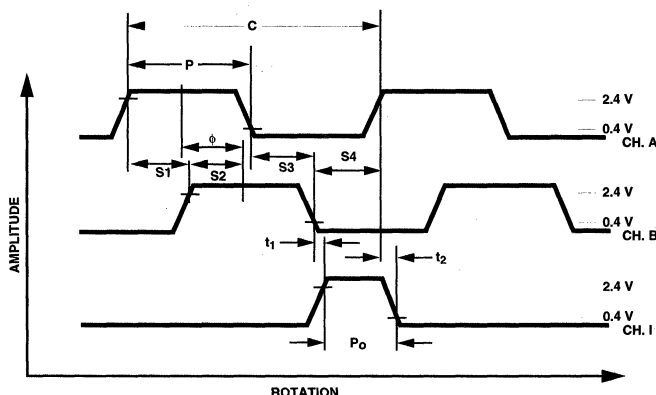 C
P
2.4 V
0.4 V
CH. A
ϕ
S1 S2 S3 S4
2.4 V
0.4 V
CH. B
t1
t2
2.4 V
0.4 V
CH. I
Po
AMPLITUDE
ROTATION